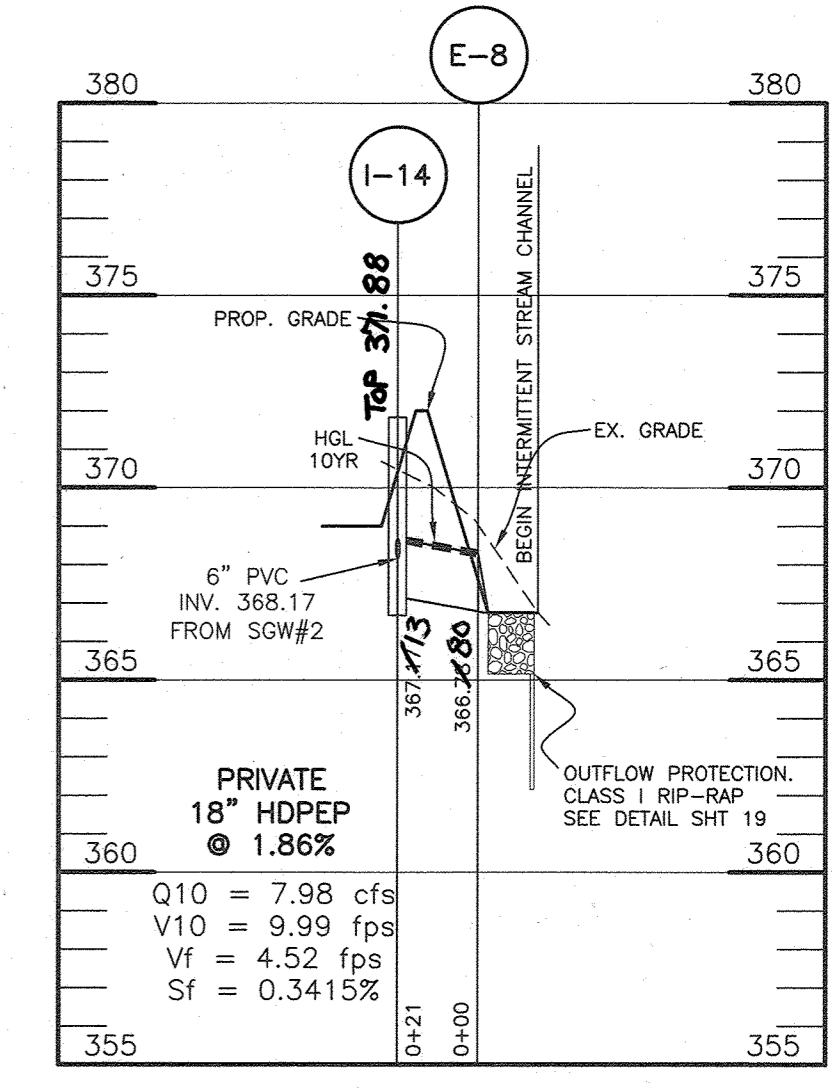 E-8
380
380
I-14
BEGIN INTERMITTENT STREAM CHANNEL
TOP 371.88
375
375
PROP. GRADE
HGL
10YR
EX. GRADE
370
370
6" PVC
INV. 368.17
FROM SGW#2
367.13
366.80
365
365
PRIVATE
18" HDPEP
@ 1.86%
OUTFLOW PROTECTION.
CLASS I RIP-RAP
SEE DETAIL SHT 19
360
360
Q10 = 7.98 cfs
V10 = 9.99 fps
Vf = 4.52 fps
Sf = 0.3415%
0+21
0+00
355
355